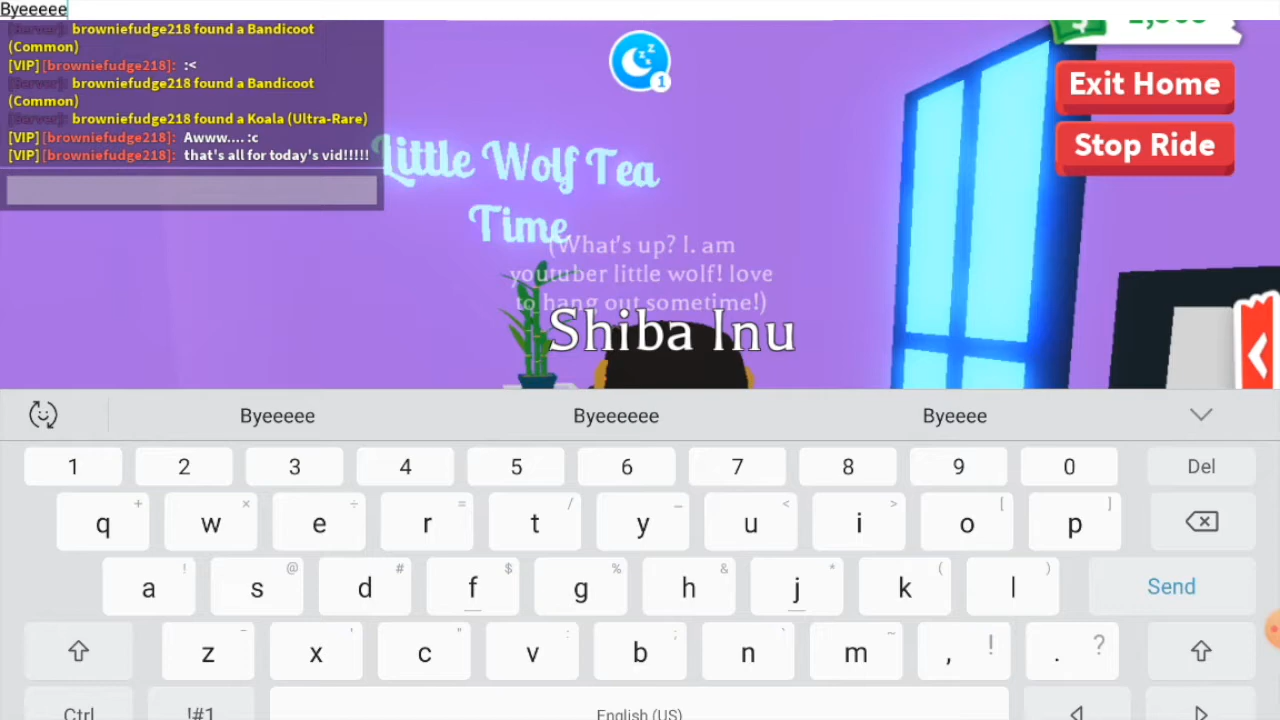 Byeeeee
[Server]: browniefudge218 found a Bandicoot
(Common)
[VIP] [browniefudge218]: :<
[Server]: browniefudge218 found a Bandicoot
(Common)
[Server]: browniefudge218 found a Koala (Ultra-Rare)
[VIP] [browniefudge218]: Awww.... :c
[VIP] [browniefudge218]: that's all for today's vid!!!!!
1
Exit Home
Stop Ride
Little Wolf Tea
Time
(What's up? I. am
youtuber little wolf! love
to hang out sometime!)
Shiba Inu
Byeeeee Byeeeeee Byeeee
1 2 3 4 5 6 7 8 9 0 Del
+ × ÷ = / _ < > [ ]
q w e r t y u i o p
! @ # $ % & * ( )
a s d f g h j k l Send
- ' " : ; ` ~ ! ?
z x c v b n m , .
Ctrl !#1 English (US)